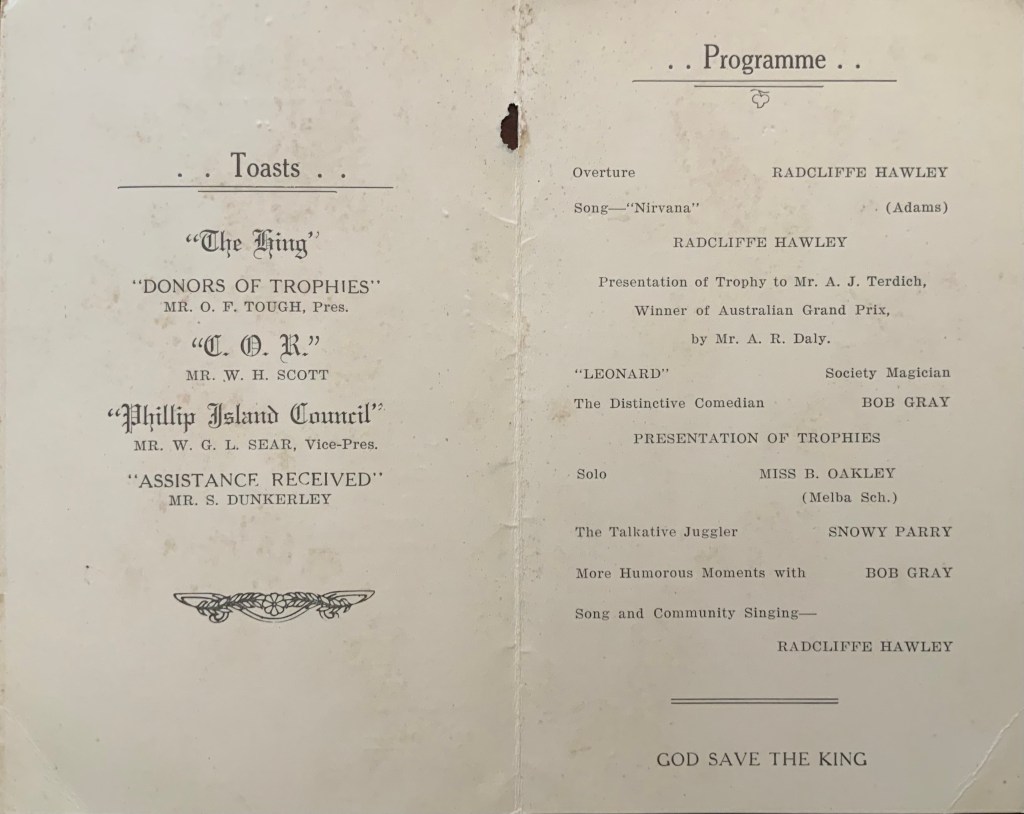 . . Toasts . .
"The King"
"DONORS OF TROPHIES"
MR. O. F. TOUGH, Pres.
"C. O. R."
MR. W. H. SCOTT
"Phillip Island Council"
MR. W. G. L. SEAR, Vice-Pres.
"ASSISTANCE RECEIVED"
MR. S. DUNKERLEY
. . Programme . .
Overture RADCLIFFE HAWLEY
Song—"Nirvana" (Adams)
RADCLIFFE HAWLEY
Presentation of Trophy to Mr. A. J. Terdich,
Winner of Australian Grand Prix,
by Mr. A. R. Daly.
"LEONARD" Society Magician
The Distinctive Comedian BOB GRAY
PRESENTATION OF TROPHIES
Solo MISS B. OAKLEY
(Melba Sch.)
The Talkative Juggler SNOWY PARRY
More Humorous Moments with BOB GRAY
Song and Community Singing—
RADCLIFFE HAWLEY
GOD SAVE THE KING